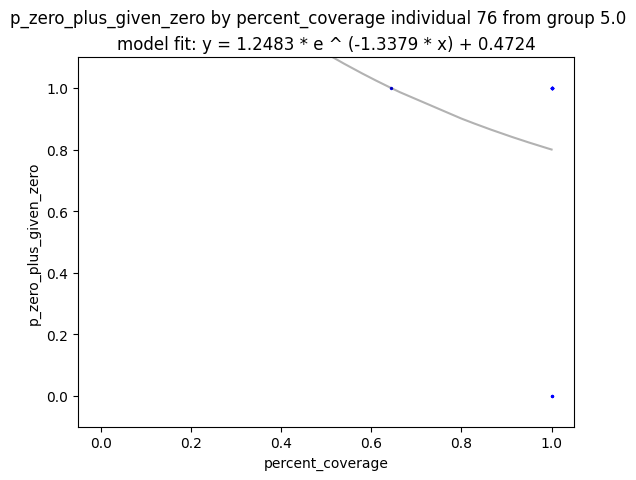 p_zero_plus_given_zero by percent_coverage individual 76 from group 5.0
model fit: y = 1.2483 * e ^ (-1.3379 * x) + 0.4724
1.0
0.8
0.6
0.4
0.2
0.0
p_zero_plus_given_zero
0.0 0.2 0.4 0.6 0.8 1.0
percent_coverage